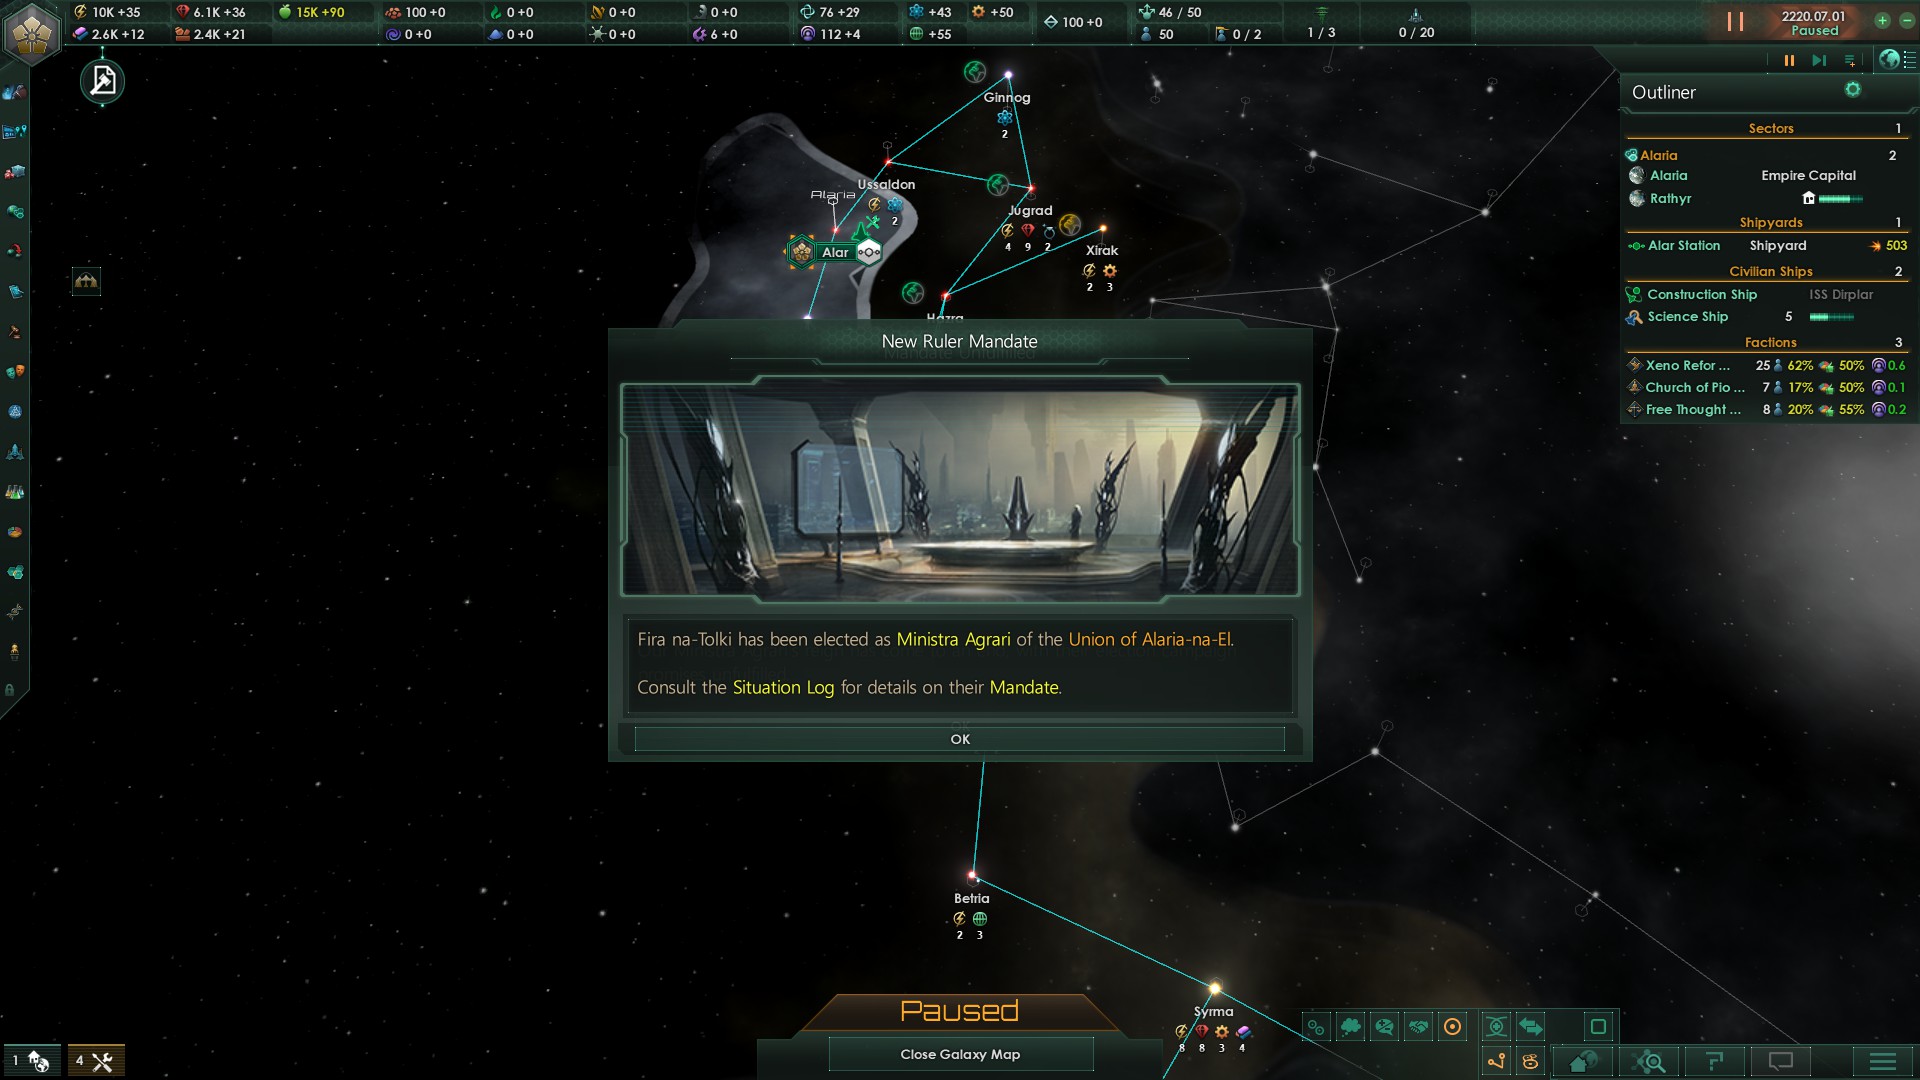 10K +35
6.1K +36
15K +90
100 +0
0 +0
0 +0
0 +0
76 +29
+43
+50
100 +0
46 / 50
1 / 3
0 / 20
2220.07.01
Paused
2.6K +12
2.4K +21
0 +0
0 +0
0 +0
6 +0
112 +4
+55
50
0 / 2
Outliner
Sectors 1
Alaria 2
Alaria Empire Capital
Rathyr
Shipyards 1
Alar Station Shipyard 503
Civilian Ships 2
Construction Ship ISS Dirplar
Science Ship 5
Factions 3
Xeno Refor ... 25 62% 50% 0.6
Church of Pio ... 7 17% 50% 0.1
Free Thought ... 8 20% 55% 0.2
Ginnog
2
Ussaldon
2
Alaria
Alar
Jugrad
4 9 2
Xirak
2 3
Hazra
New Ruler Mandate
Mandate Unfulfilled
Fira na-Tolki has been elected as Ministra Agrari of the Union of Alaria-na-El.
Consult the Situation Log for details on their Mandate.
OK
Betria
2 3
Syrma
8 8 3 4
Paused
Close Galaxy Map
1
4